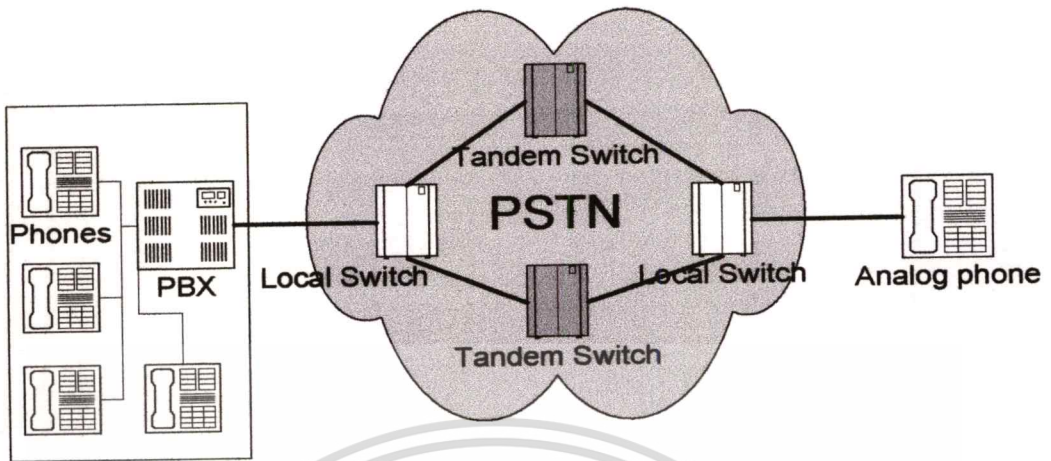 Tandem Switch
PSTN
Phones
PBX
Local Switch
Local Switch
Analog phone
Tandem Switch